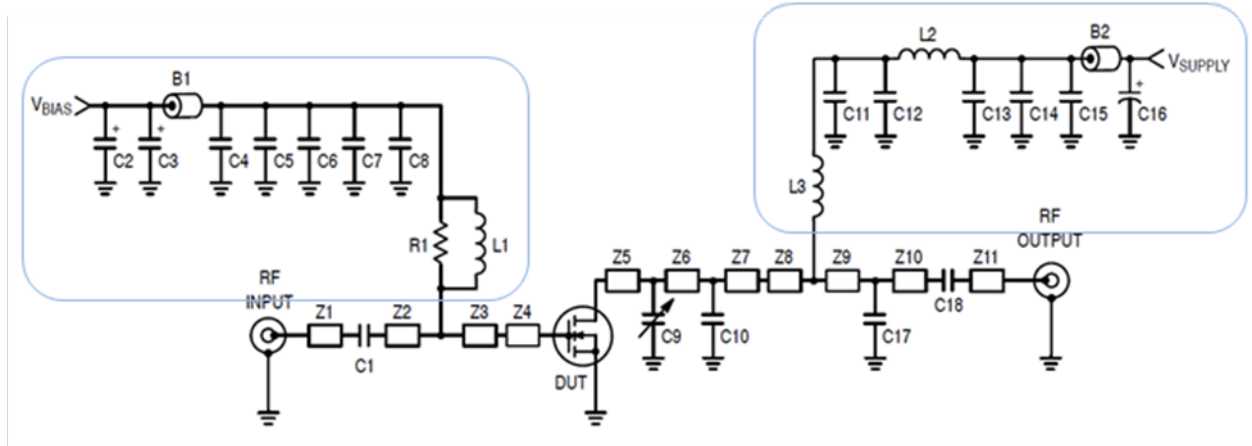 B1
VBIAS
C2 + C3 + C4 C5 C6 C7 C8
R1 L1
RF
INPUT
Z1 C1 Z2 Z3 Z4
DUT
Z5 Z6 Z7 Z8 Z9 Z10 Z11
C9 C10 C17 C18
RF
OUTPUT
L3
L2
B2
VSUPPLY
C11 C12 C13 C14 C15 + C16